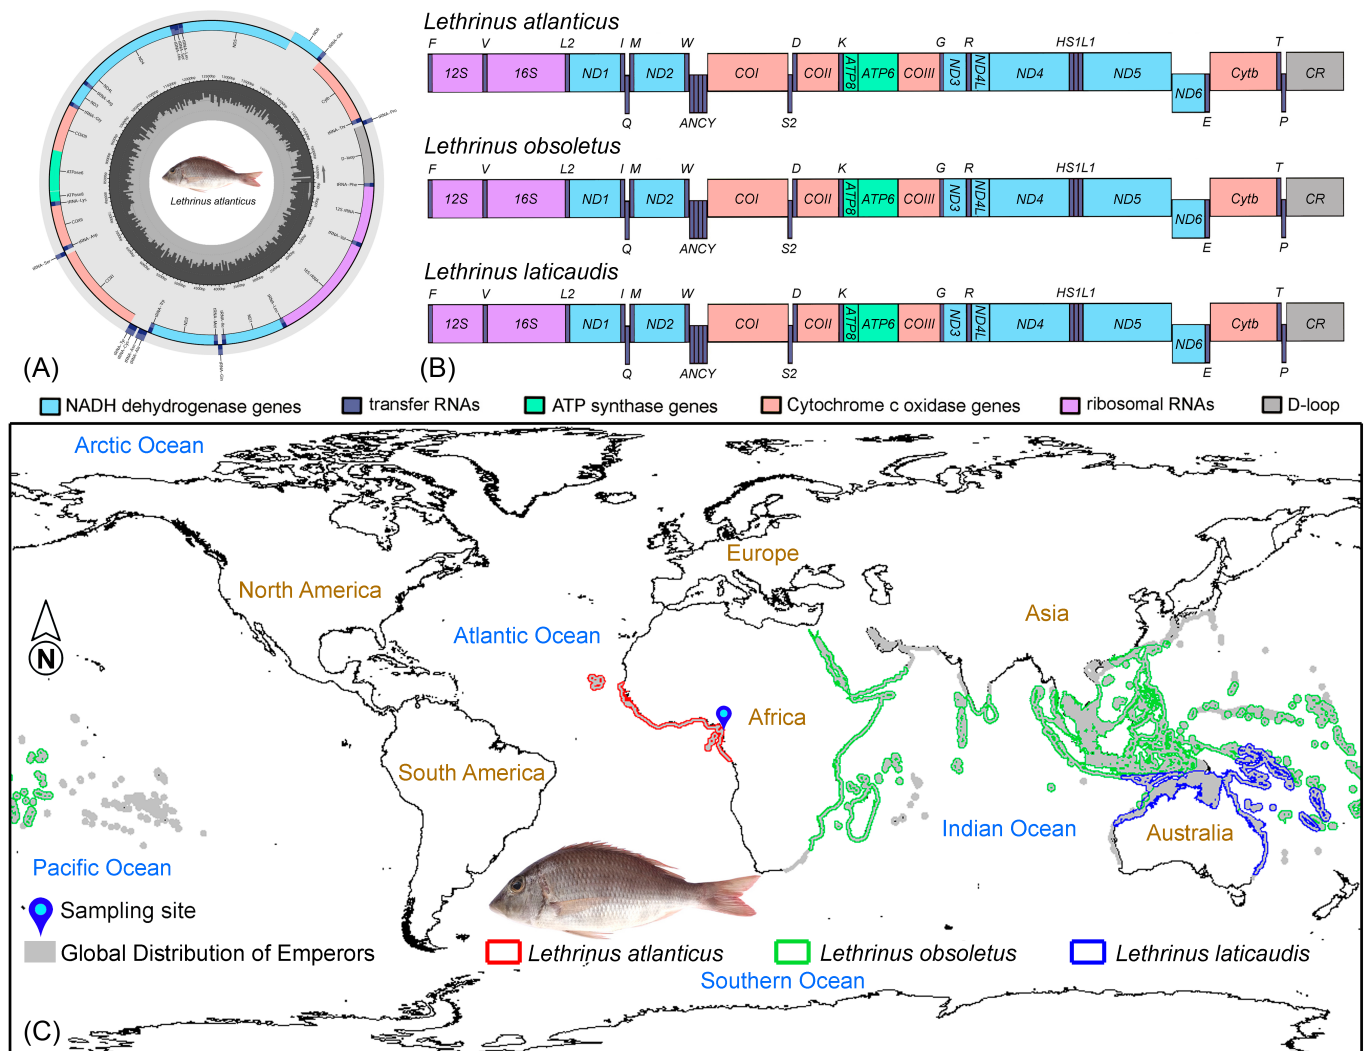 Lethrinus atlanticus
(A)
Lethrinus atlanticus
F V L2 I M W D K G R HS1L1 T
12S 16S ND1 ND2 COI COII ATP8 ATP6 COIII ND3 ND4L ND4 ND5 ND6 Cytb CR
Q ANCY S2 E P
Lethrinus obsoletus
F V L2 I M W D K G R HS1L1 T
12S 16S ND1 ND2 COI COII ATP8 ATP6 COIII ND3 ND4L ND4 ND5 ND6 Cytb CR
Q ANCY S2 E P
Lethrinus laticaudis
F V L2 I M W D K G R HS1L1 T
12S 16S ND1 ND2 COI COII ATP8 ATP6 COIII ND3 ND4L ND4 ND5 ND6 Cytb CR
Q ANCY S2 E P
(B)
NADH dehydrogenase genes transfer RNAs ATP synthase genes Cytochrome c oxidase genes ribosomal RNAs D-loop
Arctic Ocean
Europe
North America
Asia
Atlantic Ocean
N
Africa
South America
Indian Ocean
Australia
Pacific Ocean
Sampling site
Global Distribution of Emperors
Lethrinus atlanticus Lethrinus obsoletus Lethrinus laticaudis
Southern Ocean
(C)